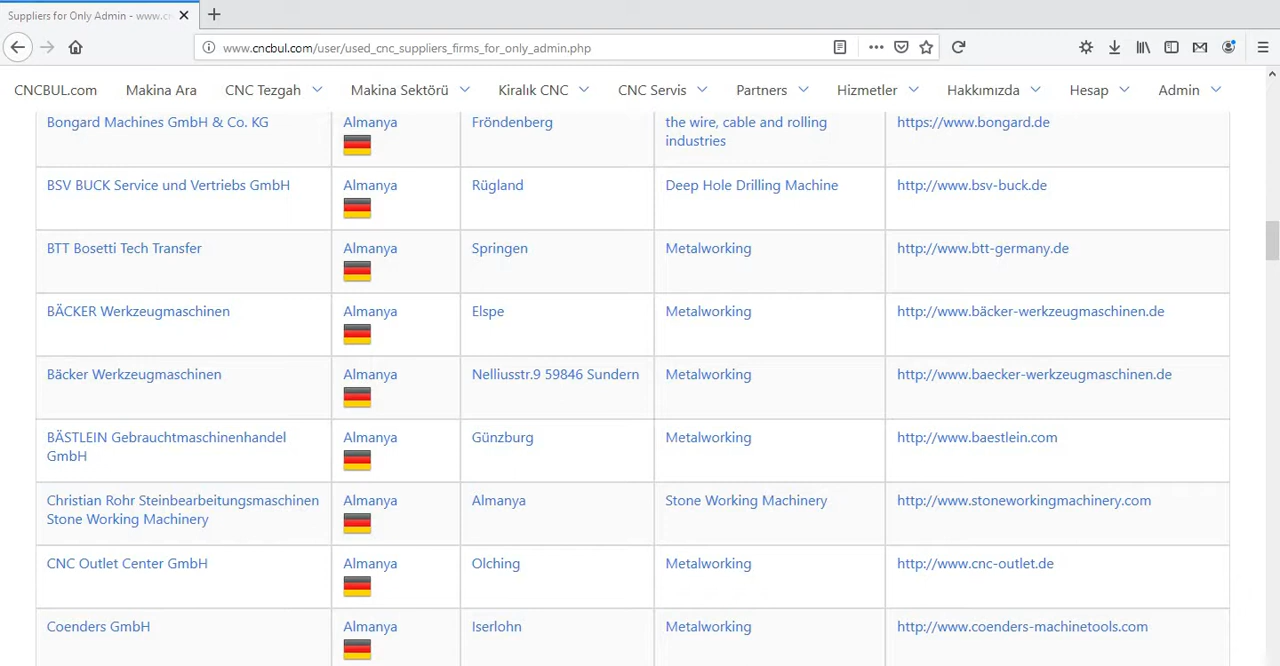 Suppliers for Only Admin - www.cn
www.cncbul.com/user/used_cnc_suppliers_firms_for_only_admin.php
CNCBUL.com Makina Ara CNC Tezgah Makina Sektörü Kiralık CNC CNC Servis Partners Hizmetler Hakkımızda Hesap Admin
Bongard Machines GmbH & Co. KG Almanya Fröndenberg the wire, cable and rolling https://www.bongard.de
industries
BSV BUCK Service und Vertriebs GmbH Almanya Rügland Deep Hole Drilling Machine http://www.bsv-buck.de
BTT Bosetti Tech Transfer Almanya Springen Metalworking http://www.btt-germany.de
BÄCKER Werkzeugmaschinen Almanya Elspe Metalworking http://www.bäcker-werkzeugmaschinen.de
Bäcker Werkzeugmaschinen Almanya Nelliusstr.9 59846 Sundern Metalworking http://www.baecker-werkzeugmaschinen.de
BÄSTLEIN Gebrauchtmaschinenhandel Almanya Günzburg Metalworking http://www.baestlein.com
GmbH
Christian Rohr Steinbearbeitungsmaschinen Almanya Almanya Stone Working Machinery http://www.stoneworkingmachinery.com
Stone Working Machinery
CNC Outlet Center GmbH Almanya Olching Metalworking http://www.cnc-outlet.de
Coenders GmbH Almanya Iserlohn Metalworking http://www.coenders-machinetools.com